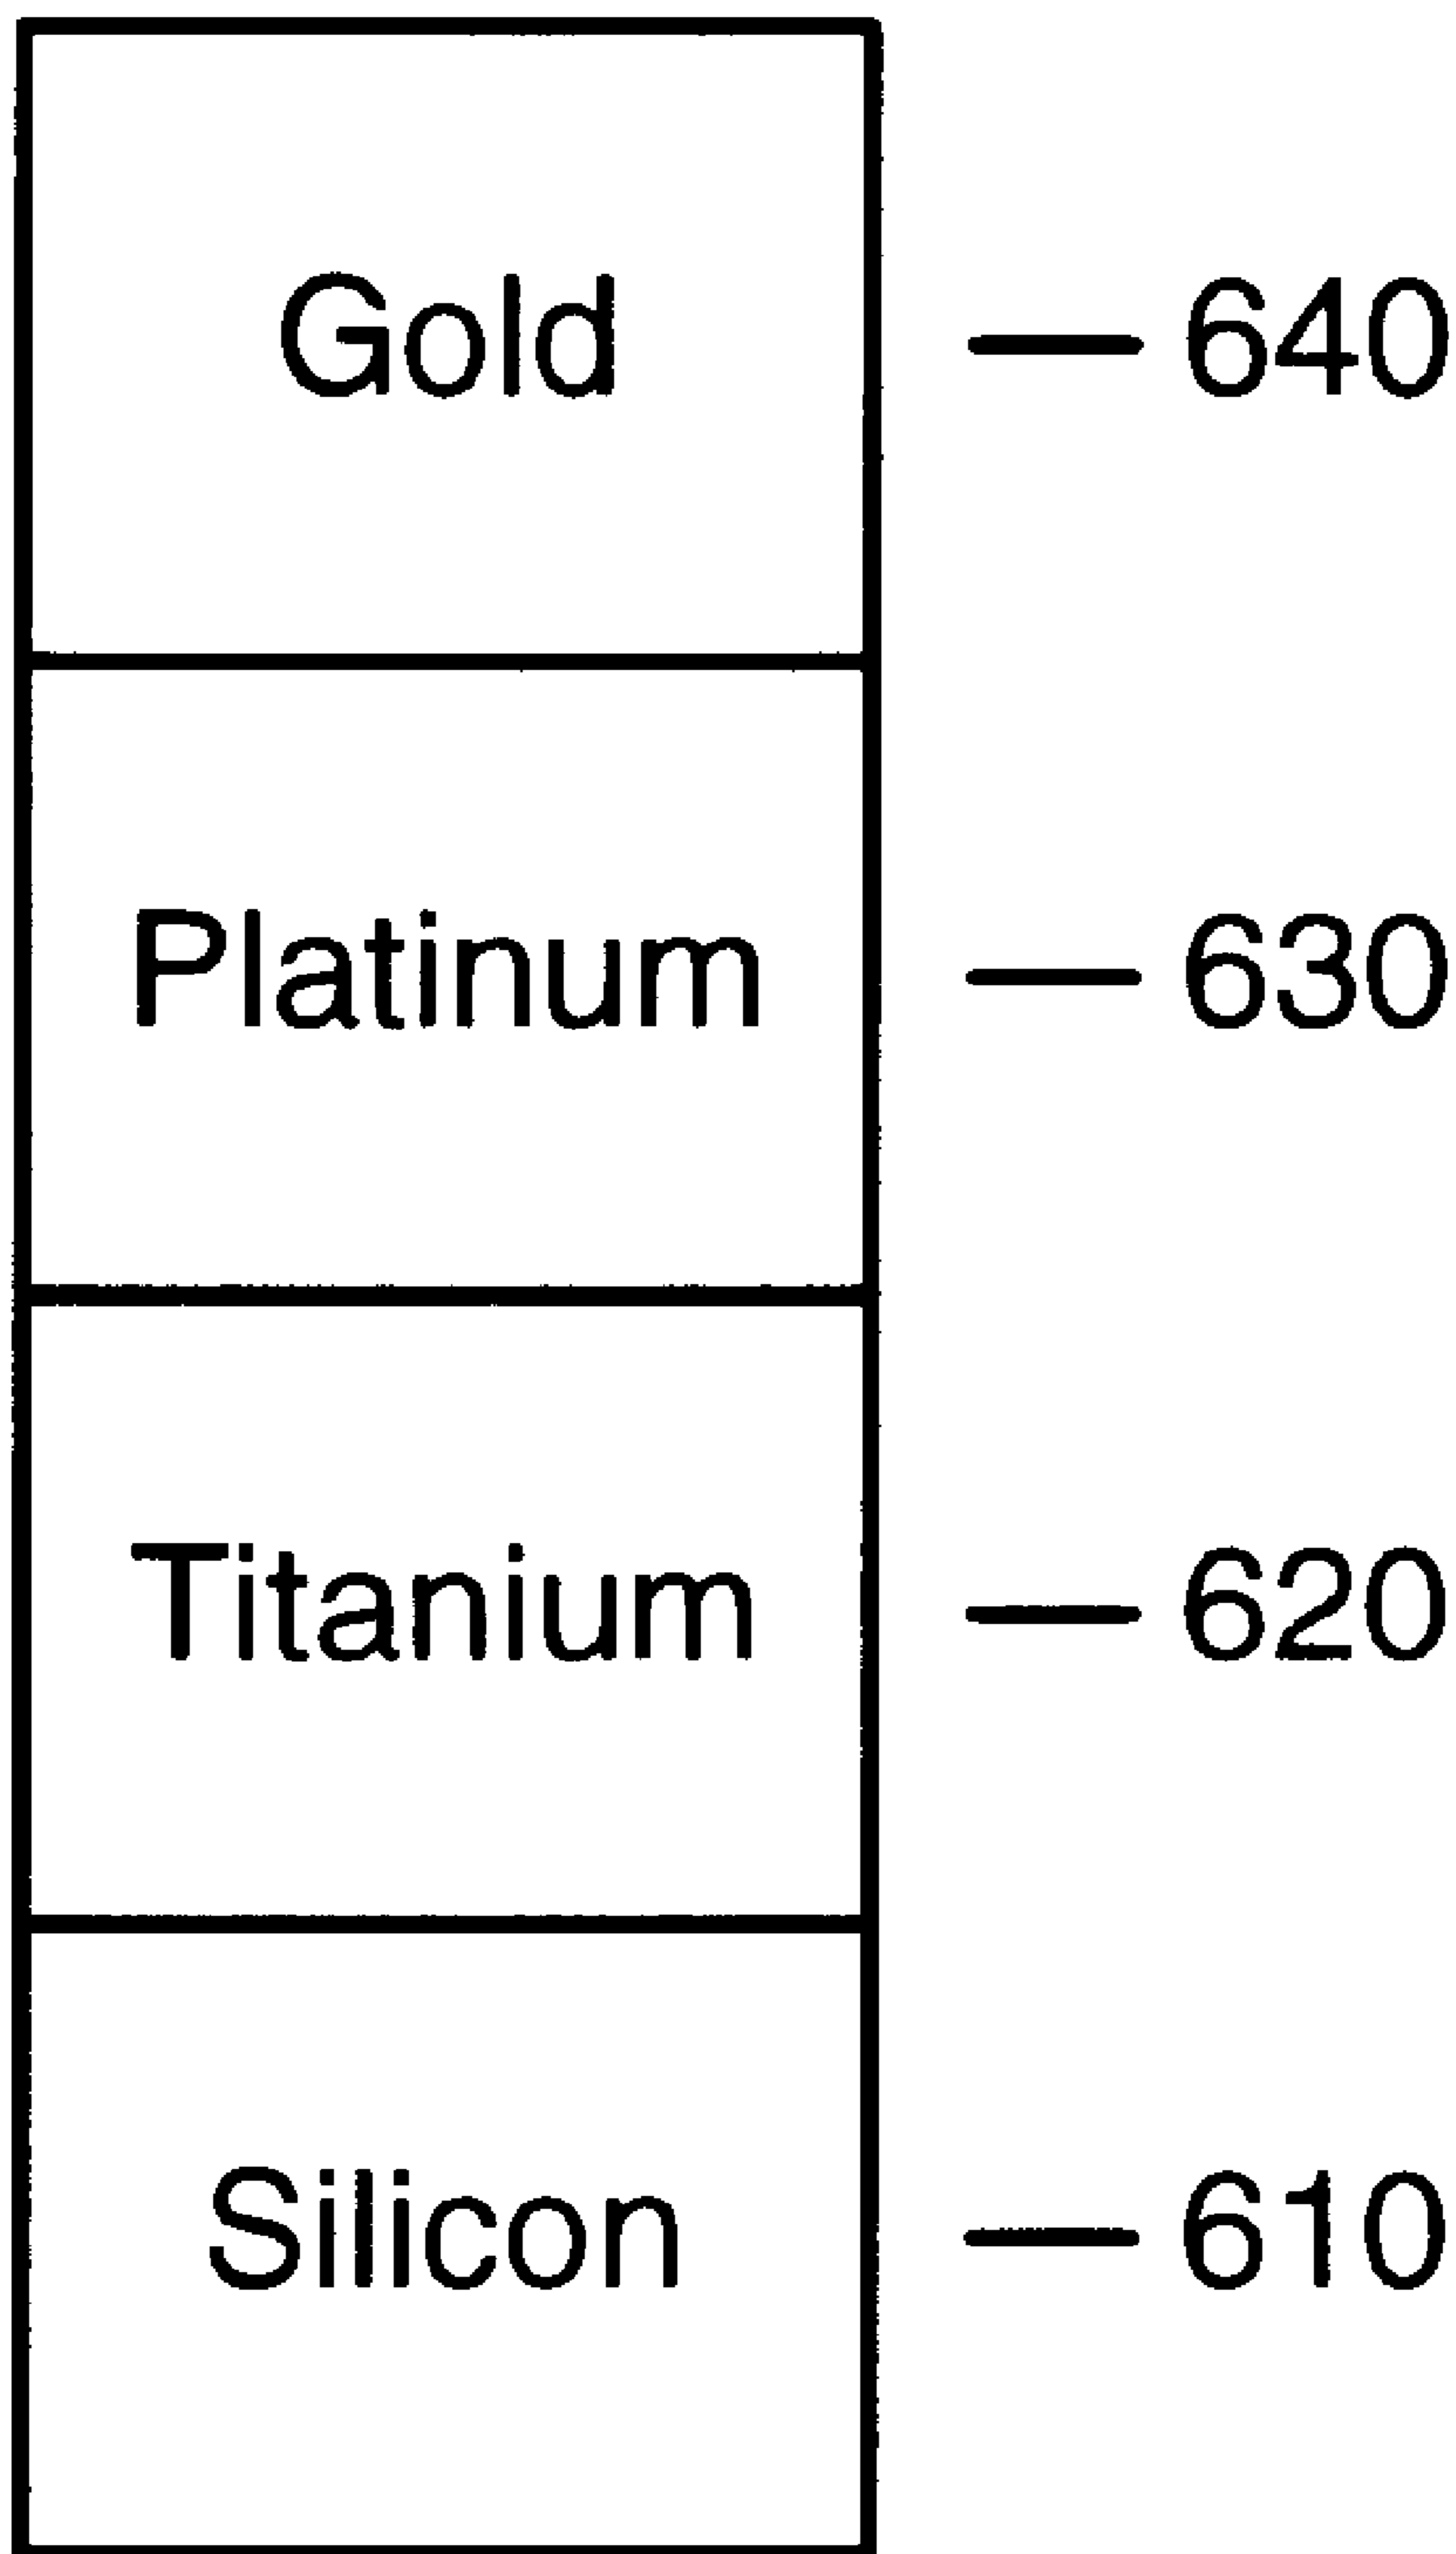 Gold — 640
Platinum — 630
Titanium — 620
Silicon — 610